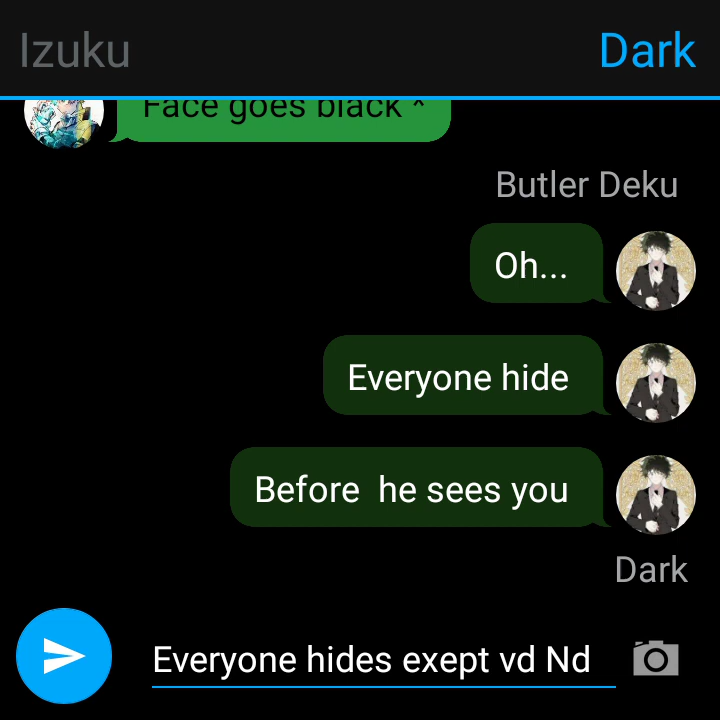 Izuku
Dark
Face goes black ^
Butler Deku
Oh...
Everyone hide
Before  he sees you
Dark
Everyone hides exept vd Nd